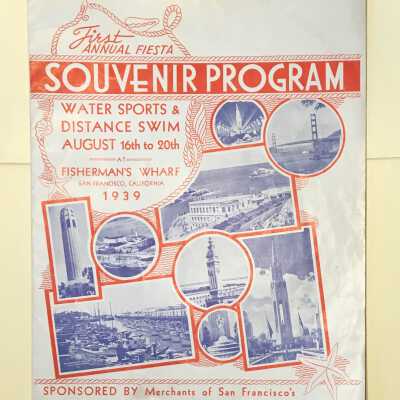 First
ANNUAL FIESTA
SOUVENIR PROGRAM
WATER SPORTS &
DISTANCE SWIM
AUGUST 16th to 20th
AT
FISHERMAN'S WHARF
SAN FRANCISCO, CALIFORNIA
1939
SPONSORED BY Merchants of San Francisco's